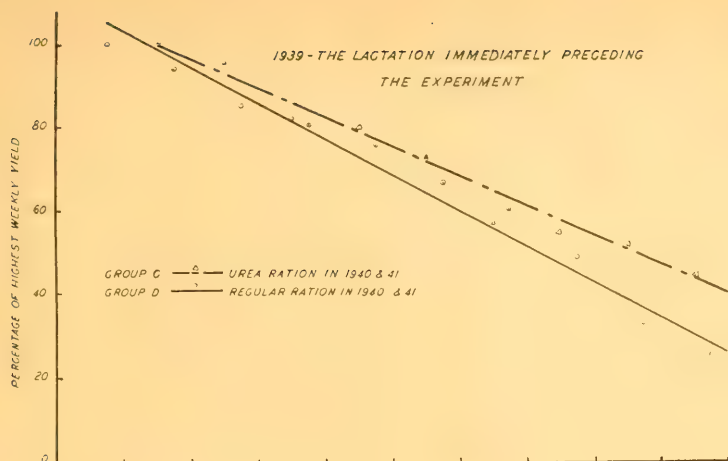 1939 - THE LACTATION IMMEDIATELY PRECEDING
THE EXPERIMENT
PERCENTAGE OF HIGHEST WEEKLY YIELD
100
80
60
40
20
0
GROUP C UREA RATION IN 1940 & 41
GROUP D REGULAR RATION IN 1940 & 41